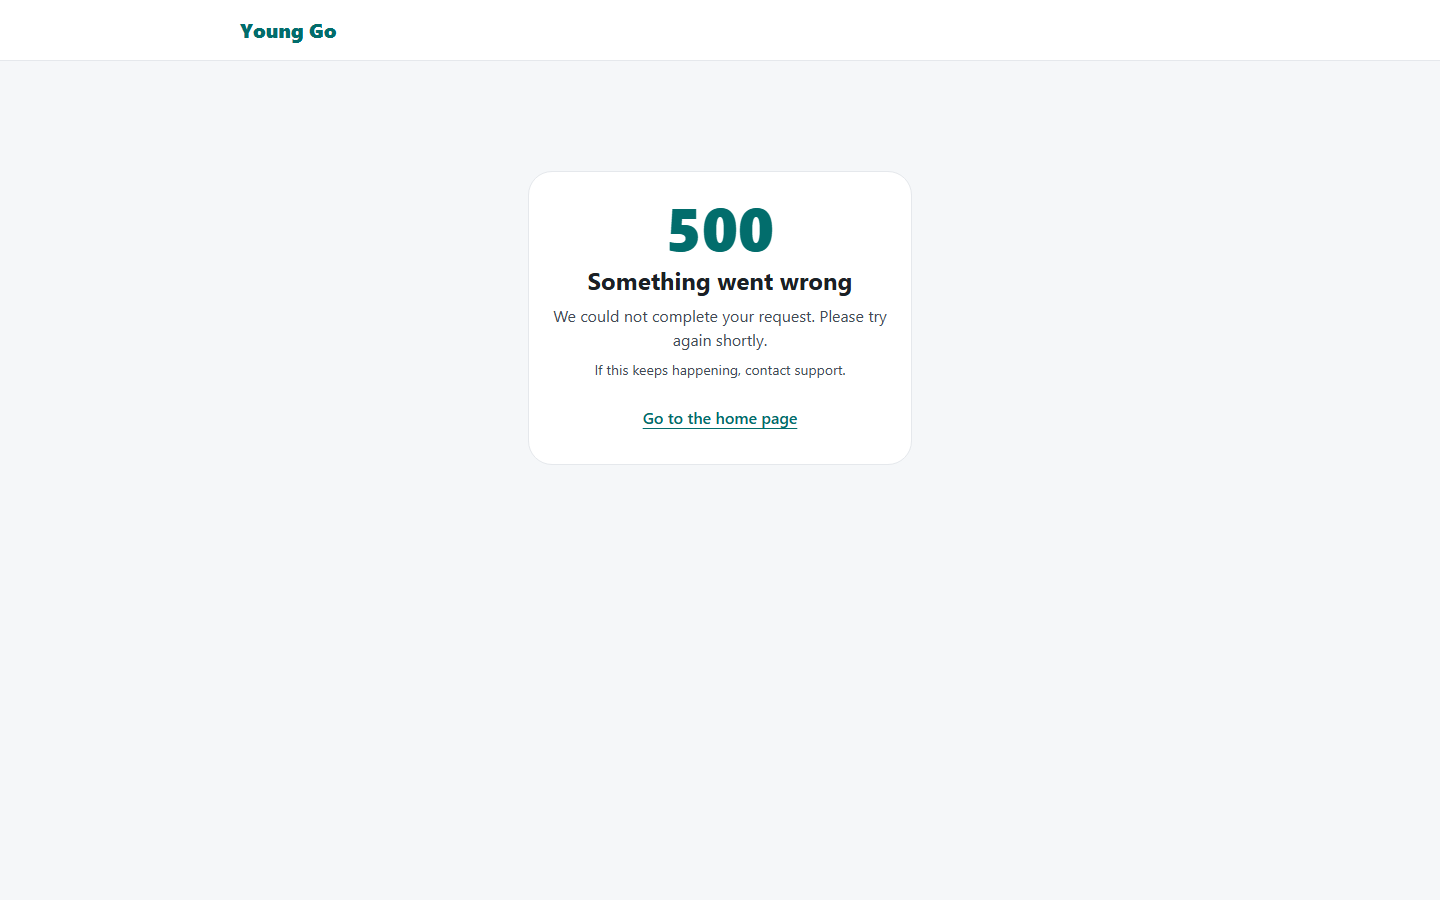 Young Go
500
Something went wrong
We could not complete your request. Please try
again shortly.
If this keeps happening, contact support.
Go to the home page